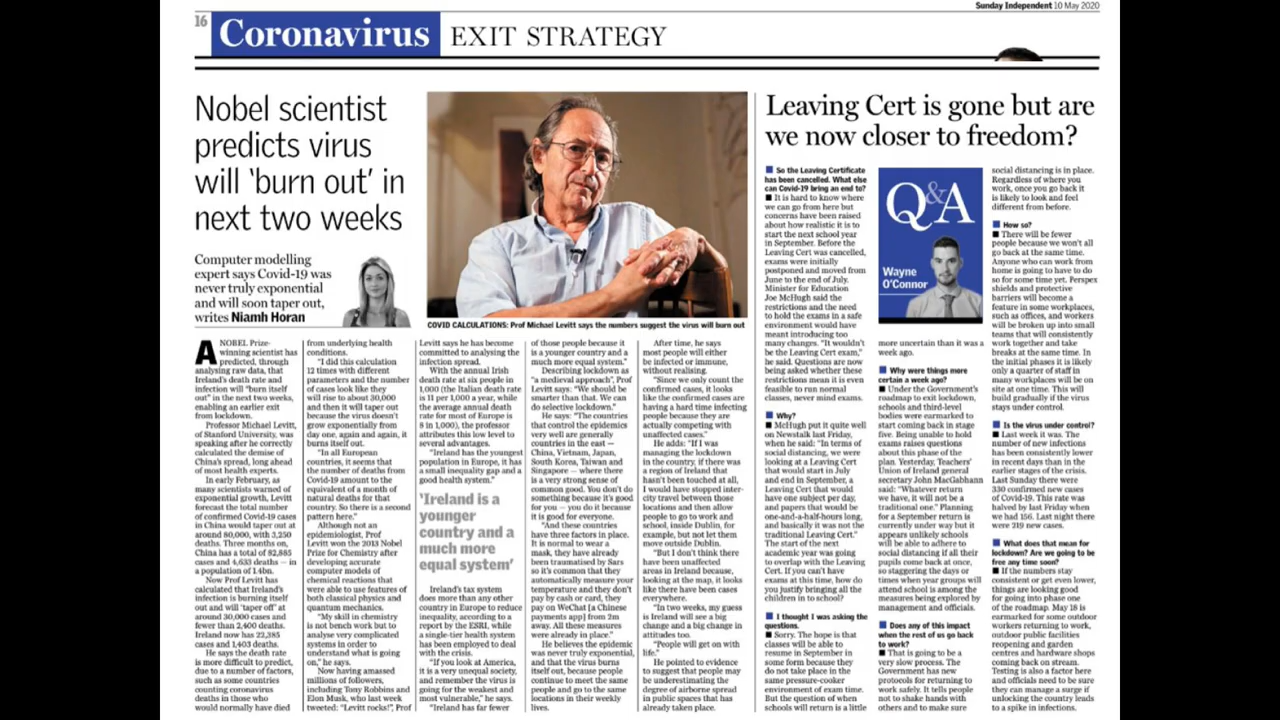 Sunday Independent 10 May 2020
16
Coronavirus EXIT STRATEGY
Nobel scientist
predicts virus
will 'burn out' in
next two weeks
Computer modelling
expert says Covid-19 was
never truly exponential
and will soon taper out,
writes Niamh Horan
COVID CALCULATIONS: Prof Michael Levitt says the numbers suggest the virus will burn out
A NOBEL Prize-
winning scientist has
predicted, through
analysing raw data, that
Ireland's death rate and
infection will "burn itself
out" in the next two weeks,
enabling an earlier exit
from lockdown.
Professor Michael Levitt,
of Stanford University, was
speaking after he correctly
calculated the demise of
China's spread, long ahead
of most health experts.
In early February, as
many scientists warned of
exponential growth, Levitt
forecast the total number
of confirmed Covid-19 cases
in China would taper out at
around 80,000, with 3,250
deaths. Three months on,
China has a total of 82,885
cases and 4,633 deaths — in
a population of 1.4bn.
Now Prof Levitt has
calculated that Ireland's
infection is burning itself
out and will 'taper off' at
around 30,000 cases and
fewer than 2,400 deaths.
Ireland now has 22,385
cases and 1,403 deaths.
He says the death rate
is more difficult to predict,
due to a number of factors,
such as some countries
counting coronavirus
deaths in those who
would normally have died
from underlying health
conditions.
"I did this calculation
12 times with different
parameters and the number
of cases look like they
will rise to about 30,000
and then it will taper out
because the virus doesn't
grow exponentially from
day one, again and again, it
burns itself out.
"In all European
countries, it seems that
the number of deaths from
Covid-19 amount to the
equivalent of a month of
natural deaths for that
country. So there is a second
pattern here."
Although not an
epidemiologist, Prof
Levitt won the 2013 Nobel
Prize for Chemistry after
developing accurate
computer models of
chemical reactions that
were able to use features of
both classical physics and
quantum mechanics.
"My skill in chemistry
is not bench work but to
analyse very complicated
systems in order to
understand what is going
on," he says.
Now having amassed
millions of followers,
including Tony Robbins and
Elon Musk, who last week
tweeted: "Levitt rocks!", Prof
Levitt says he has become
committed to analysing the
infection spread.
With the annual Irish
death rate at six people in
1,000 (the Italian death rate
is 11 per 1,000 a year, while
the average annual death
rate for most of Europe is
8 in 1,000), the professor
attributes this low level to
several advantages.
"Ireland has the youngest
population in Europe, it has
a small inequality gap and a
good health system."
'Ireland is a
younger
country and a
much more
equal system'
Ireland's tax system
does more than any other
country in Europe to reduce
inequality, according to a
report by the ESRI, while
a single-tier health system
has been employed to deal
with the crisis.
"If you look at America,
it is a very unequal society,
and remember the virus is
going for the weakest and
most vulnerable," he says.
"Ireland has far fewer
of those people because it
is a younger country and a
much more equal system."
Describing lockdown as
"a medieval approach", Prof
Levitt says: "We should be
smarter than that. We can
do selective lockdown."
He says: "The countries
that control the epidemics
very well are generally
countries in the east —
China, Vietnam, Japan,
South Korea, Taiwan and
Singapore — where there
is a very strong sense of
common good. You don't do
something because it's good
for you — you do it because
it is good for everyone.
"And these countries
have three factors in place.
It is normal to wear a
mask, they have already
been traumatised by Sars
so it's common that they
automatically measure your
temperature and they don't
pay by cash or card, they
pay on WeChat [a Chinese
payments app] from 2m
away. All these measures
were already in place."
He believes the epidemic
was never truly exponential,
and that the virus burns
itself out, because people
continue to meet the same
people and go to the same
locations in their weekly
lives.
After time, he says
most people will either
be infected or immune,
without realising.
"Since we only count the
confirmed cases, it looks
like the confirmed cases are
having a hard time infecting
people because they are
actually competing with
unaffected cases."
He adds: "If I was
managing the lockdown
in the country, if there was
a region of Ireland that
hasn't been touched at all,
I would have stopped inter-
city travel between those
locations and then allow
people to go to work and
school, inside Dublin, for
example, but not let them
move outside Dublin.
"But I don't think there
have been unaffected
areas in Ireland because,
looking at the map, it looks
like there have been cases
everywhere.
"In two weeks, my guess
is Ireland will see a big
change and a big change in
attitudes too.
"People will get on with
life."
He pointed to evidence
to suggest that people may
be underestimating the
degree of airborne spread
in public spaces that has
already taken place.
Leaving Cert is gone but are
we now closer to freedom?
So the Leaving Certificate
has been cancelled. What else
can Covid-19 bring an end to?
It is hard to know where
we can go from here but
concerns have been raised
about how realistic it is to
start the next school year
in September. Before the
Leaving Cert was cancelled,
exams were initially
postponed and moved from
June to the end of July.
Minister for Education
Joe McHugh said the
restrictions and the need
to hold the exams in a safe
environment would have
meant introducing too
many changes. "It wouldn't
be the Leaving Cert exam,"
he said. Questions are now
being asked whether these
restrictions mean it is even
feasible to run normal
classes, never mind exams.
Why?
McHugh put it quite well
on Newstalk last Friday,
when he said: "In terms of
social distancing, we were
looking at a Leaving Cert
that would start in July
and end in September, a
Leaving Cert that would
have one subject per day,
and papers that would be
one-and-a-half-hours long,
and basically it was not the
traditional Leaving Cert."
The start of the next
academic year was going
to overlap with the Leaving
Cert. If you can't have
exams at this time, how do
you justify bringing all the
children in to school?
I thought I was asking the
questions.
Sorry. The hope is that
classes will be able to
resume in September in
some form because they
do not take place in the
same pressure-cooker
environment of exam time.
But the question of when
schools will return is a little
Q&A
Wayne
O'Connor
more uncertain than it was a
week ago.
Why were things more
certain a week ago?
Under the Government's
roadmap to exit lockdown,
schools and third-level
bodies were earmarked to
start coming back in stage
five. Being unable to hold
exams raises questions
about this phase of the
plan. Yesterday, Teachers'
Union of Ireland general
secretary John MacGabhann
said: "Whatever return
we have, it will not be a
traditional one." Planning
for a September return is
currently under way but it
appears unlikely schools
will be able to adhere to
social distancing if all their
pupils come back at once,
so staggering the days or
times when year groups will
attend school is among the
measures being explored by
management and officials.
Does any of this impact
when the rest of us go back
to work?
That is going to be a
very slow process. The
Government has new
protocols for returning to
work safely. It tells people
not to shake hands with
others and to make sure
social distancing is in place.
Regardless of where you
work, once you go back it
is likely to look and feel
different from before.
How so?
There will be fewer
people because we won't all
go back at the same time.
Anyone who can work from
home is going to have to do
so for some time yet. Perspex
shields and protective
barriers will become a
feature in some workplaces,
such as offices, and workers
will be broken up into small
teams that will consistently
work together and take
breaks at the same time. In
the initial phases it is likely
only a quarter of staff in
many workplaces will be on
site at one time. This will
build gradually if the virus
stays under control.
Is the virus under control?
Last week it was. The
number of new infections
has been consistently lower
in recent days than in the
earlier stages of the crisis.
Last Sunday there were
330 confirmed new cases
of Covid-19. This rate was
halved by last Friday when
we had 156. Last night there
were 219 new cases.
What does that mean for
lockdown? Are we going to be
free any time soon?
If the numbers stay
consistent or get even lower,
things are looking good
for going into phase one
of the roadmap. May 18 is
earmarked for some outdoor
workers returning to work,
outdoor public facilities
reopening and garden
centres and hardware shops
coming back on stream.
Testing is also a factor here
and officials need to be sure
they can manage a surge if
unlocking the country leads
to a spike in infections.